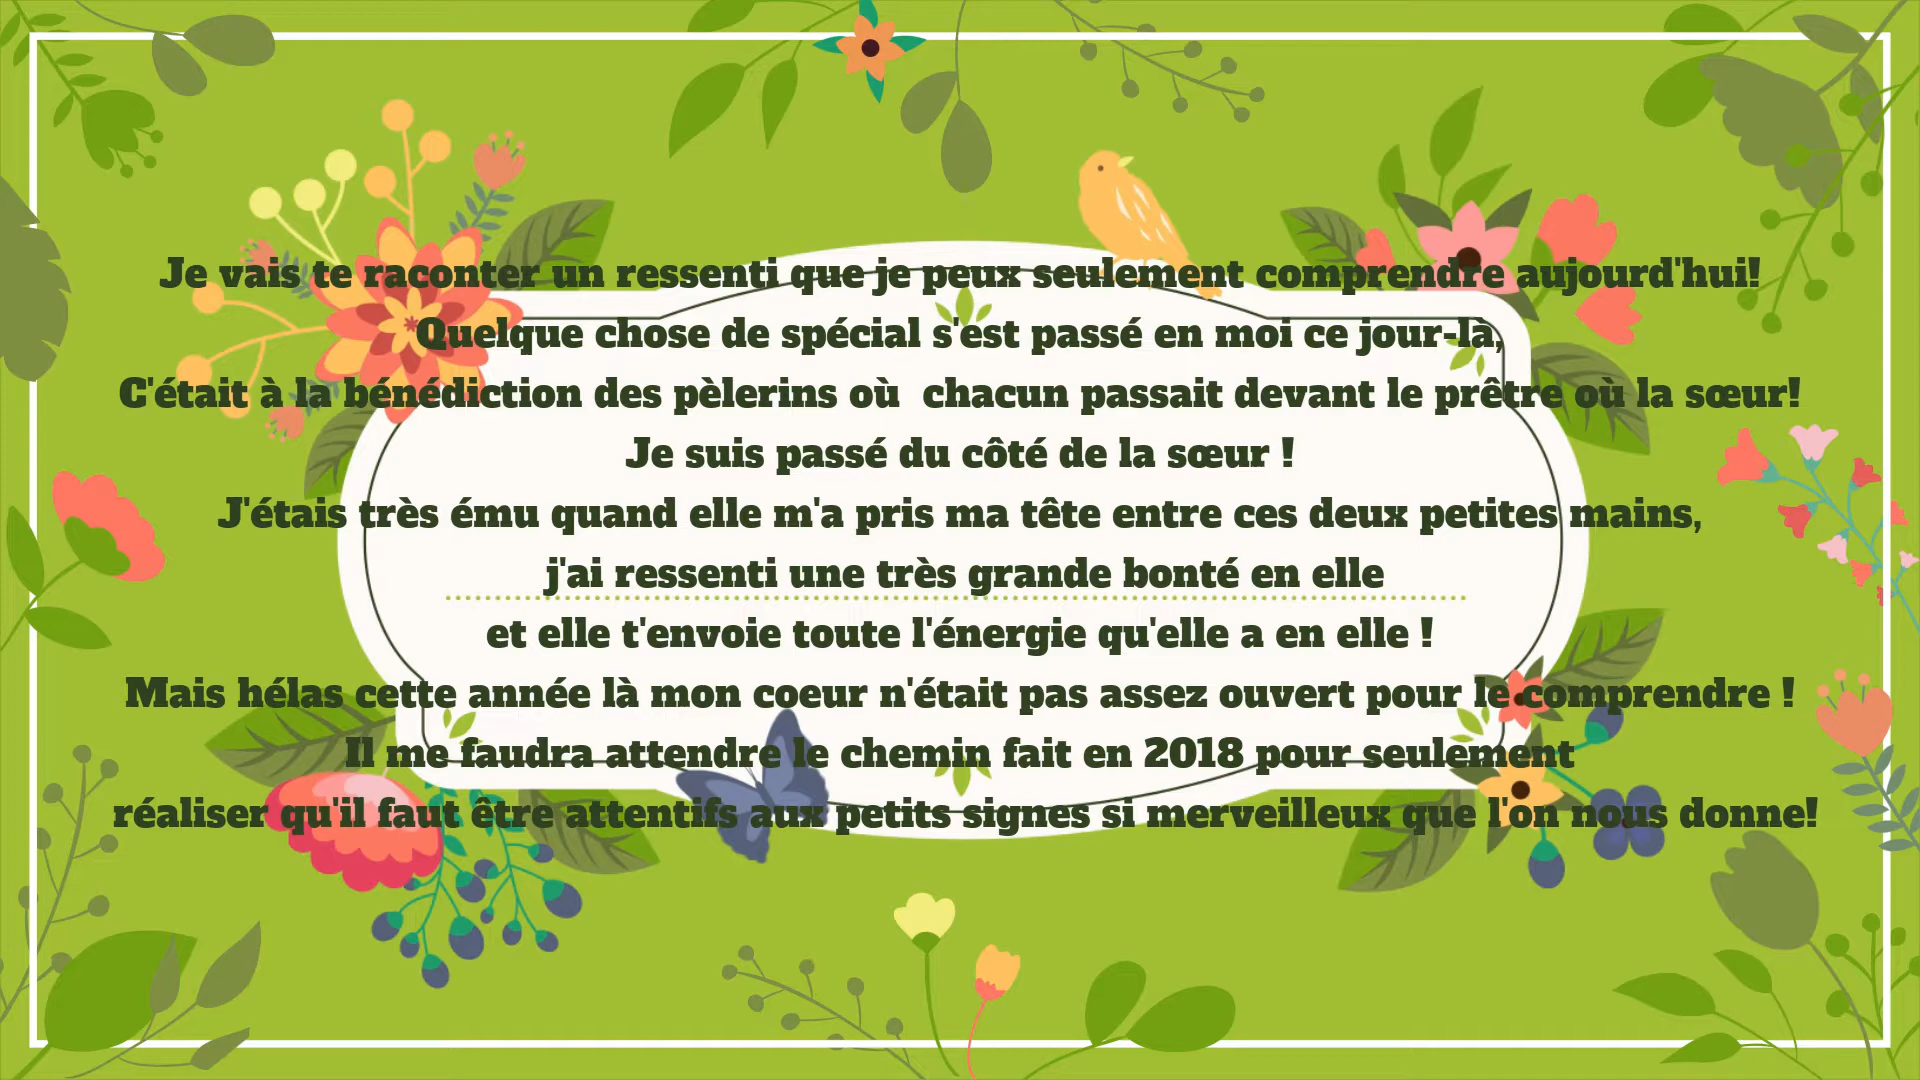 Je vais te raconter un ressenti que je peux seulement comprendre aujourd'hui!
Quelque chose de spécial s'est passé en moi ce jour-là,
C'était à la bénédiction des pèlerins où  chacun passait devant le prêtre où la sœur!
Je suis passé du côté de la sœur !
J'étais très ému quand elle m'a pris ma tête entre ces deux petites mains,
j'ai ressenti une très grande bonté en elle
et elle t'envoie toute l'énergie qu'elle a en elle !
Mais hélas cette année là mon coeur n'était pas assez ouvert pour le comprendre !
Il me faudra attendre le chemin fait en 2018 pour seulement
réaliser qu'il faut être attentifs aux petits signes si merveilleux que l'on nous donne!